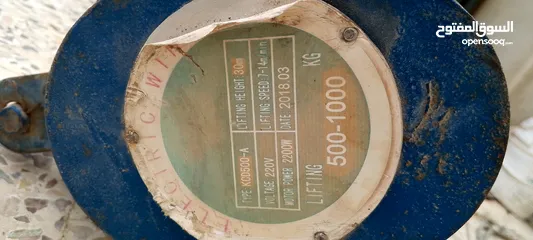 السوق المفتوح
opensooq.com
ELECTRIC WI
TYPE KCD500-A LIFTING HEIGHT 30m
VOLTAGE 220V LIFTING SPEED 7-14m/min
MOTOR POWER 2200W DATE 2018.03
LIFTING 500-1000 KG